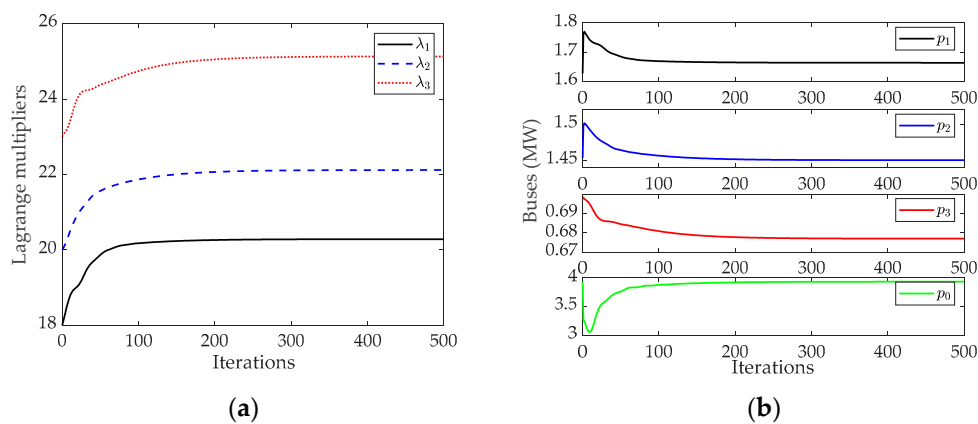 26
24
22
20
18
Lagrange multipliers
λ1
λ2
λ3
0 100 200 300 400 500
Iterations
(a)
Buses (MW)
1.8
1.7
1.6
p1
0 100 200 300 400 500
1.5
1.45
p2
0 100 200 300 400 500
0.69
0.68
0.67
p3
0 100 200 300 400 500
4
3.5
3
p0
0 100 200 300 400 500
Iterations
(b)